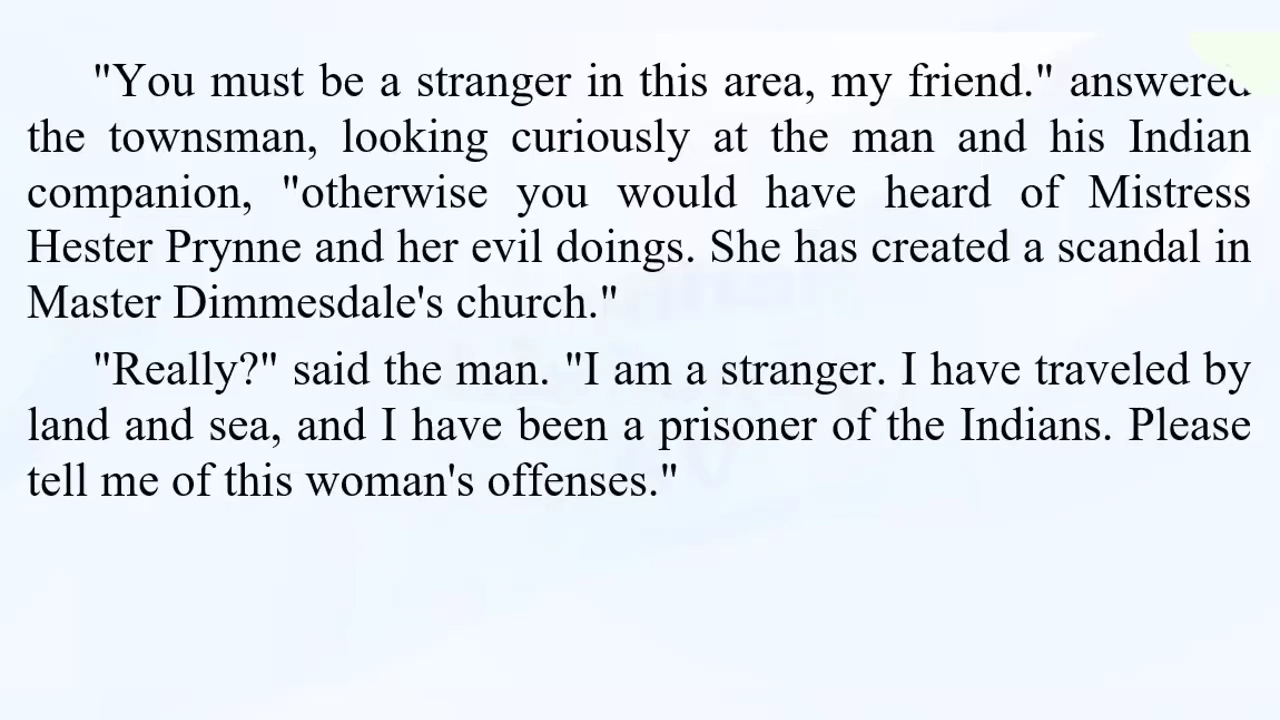 "You must be a stranger in this area, my friend." answered
the townsman, looking curiously at the man and his Indian
companion, "otherwise you would have heard of Mistress
Hester Prynne and her evil doings. She has created a scandal in
Master Dimmesdale's church."
"Really?" said the man. "I am a stranger. I have traveled by
land and sea, and I have been a prisoner of the Indians. Please
tell me of this woman's offenses."